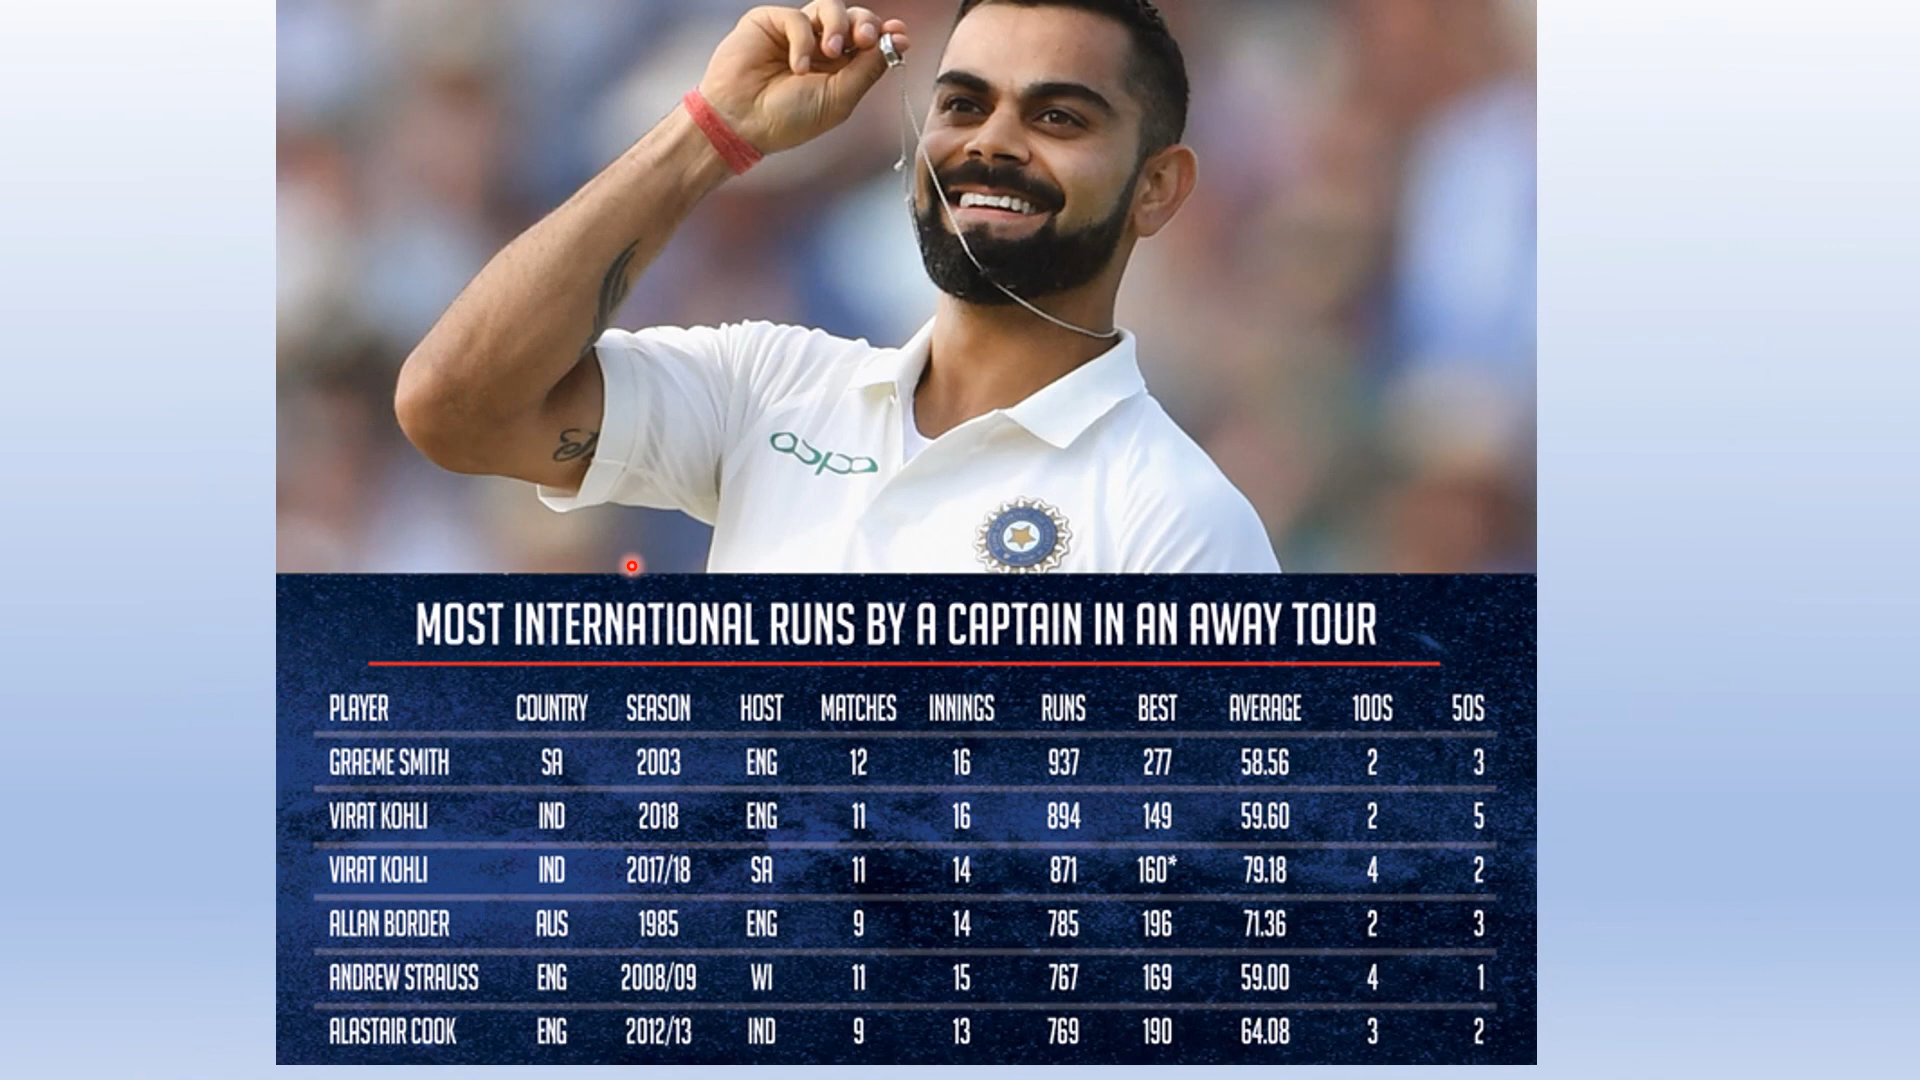 oppo
MOST INTERNATIONAL RUNS BY A CAPTAIN IN AN AWAY TOUR
PLAYER COUNTRY SEASON HOST MATCHES INNINGS RUNS BEST AVERAGE 100S 50S
GRAEME SMITH SA 2003 ENG 12 16 937 277 58.56 2 3
VIRAT KOHLI IND 2018 ENG 11 16 894 149 59.60 2 5
VIRAT KOHLI IND 2017/18 SA 11 14 871 160* 79.18 4 2
ALLAN BORDER AUS 1985 ENG 9 14 785 196 71.36 2 3
ANDREW STRAUSS ENG 2008/09 WI 11 15 767 169 59.00 4 1
ALASTAIR COOK ENG 2012/13 IND 9 13 769 190 64.08 3 2